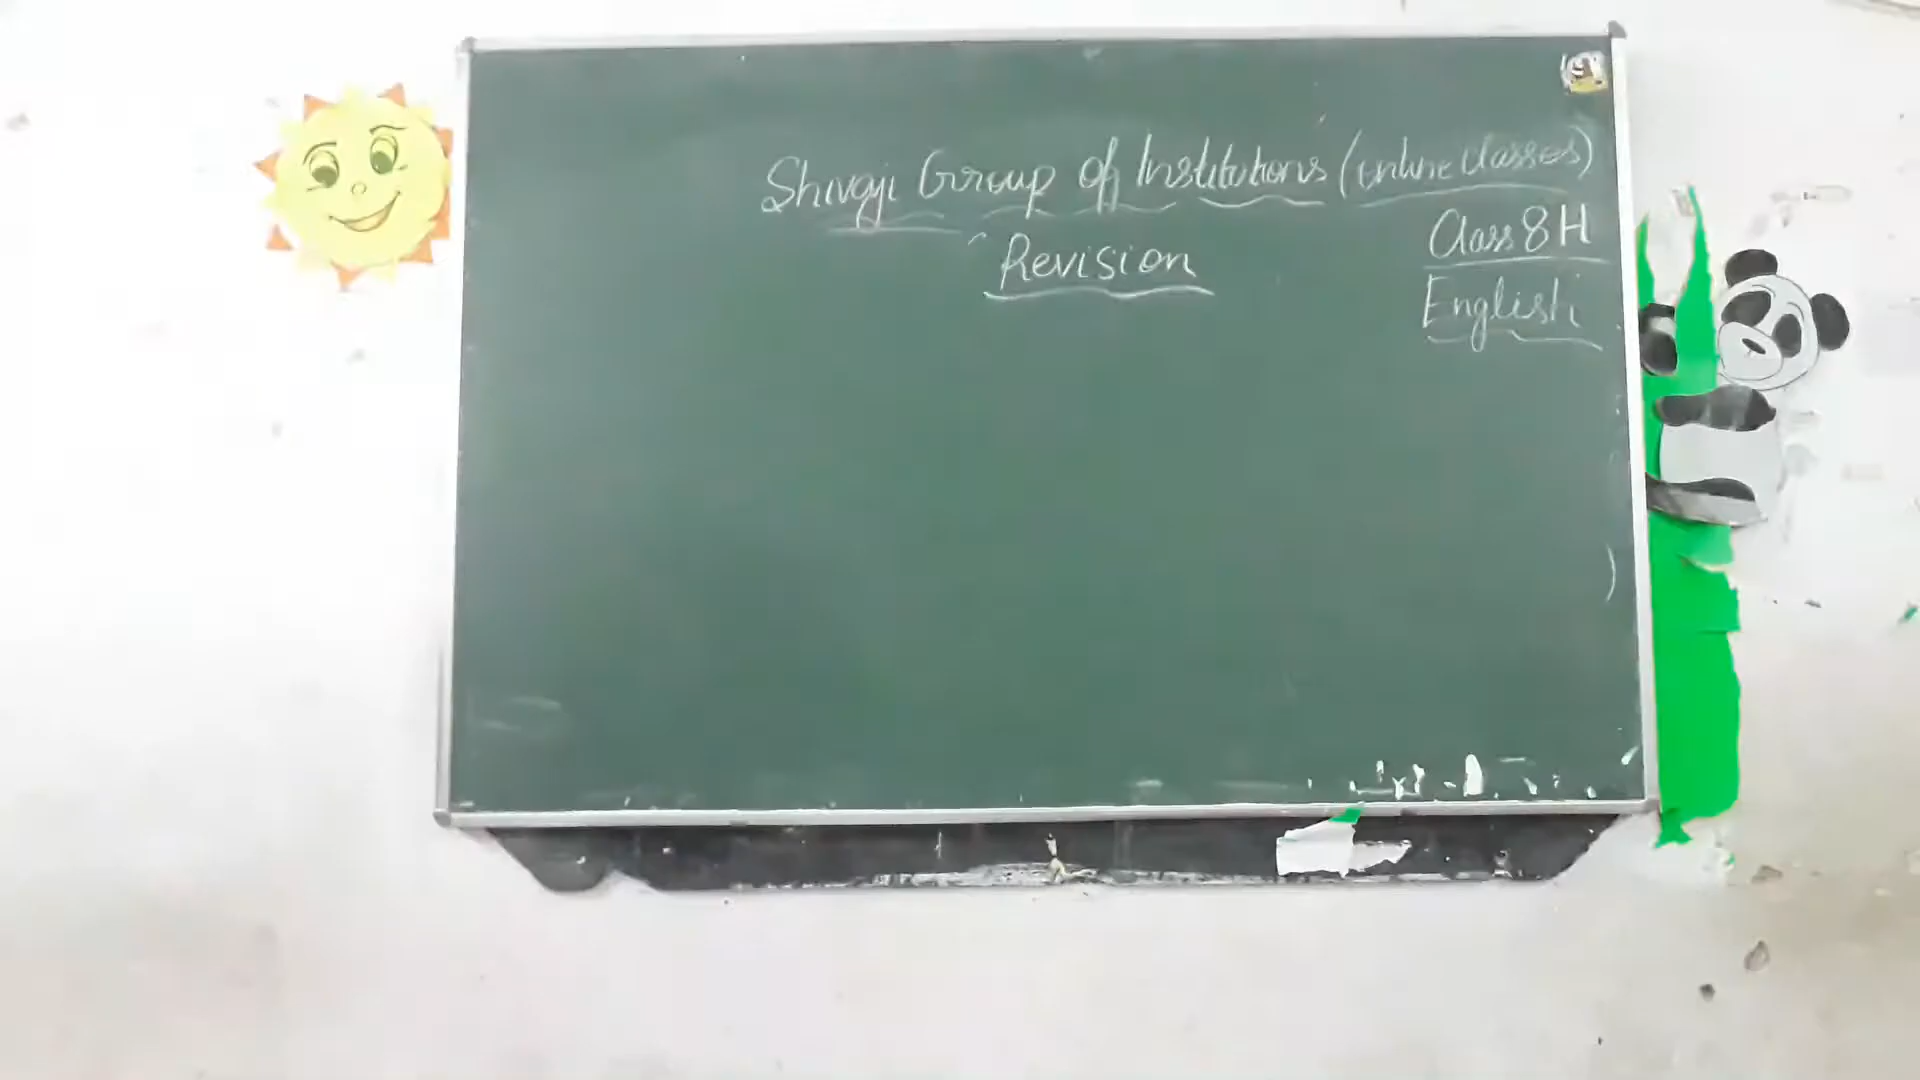 Shivaji Group of Institutions (online classes)
Revision
Class 8 H
English